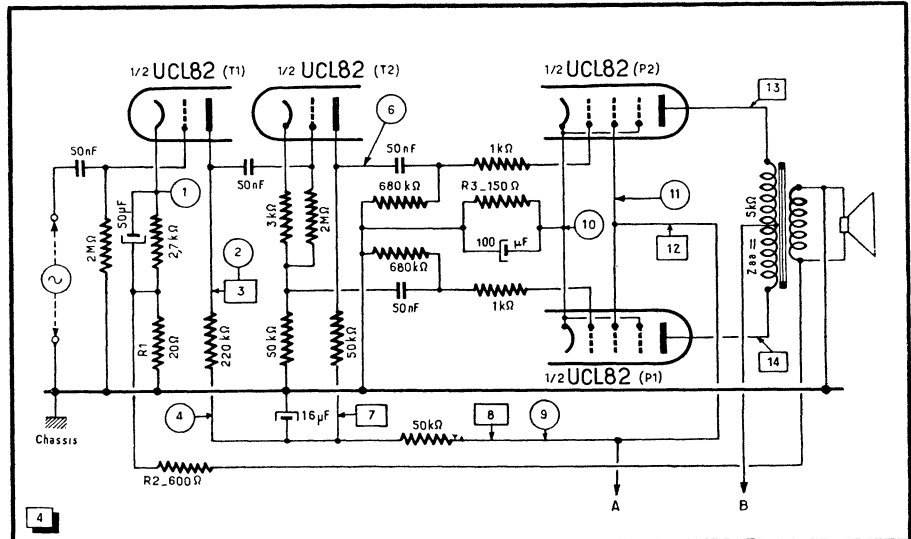 1/2 UCL82 (T1)
1/2 UCL82 (T2)
1/2 UCL82 (P2)
13
6
50nF
50nF
50nF
1kΩ
680kΩ
R3_150Ω
100 μF
680kΩ
50nF
1kΩ
1
50μF
2,7kΩ
2MΩ
2
3
3kΩ
2MΩ
10
11
12
5kΩ
Zaa =
R1
20Ω
220kΩ
50kΩ
50kΩ
14
1/2 UCL82 (P1)
Chassis
4
16μF
7
50kΩ
8
9
R2_600Ω
A
B
4